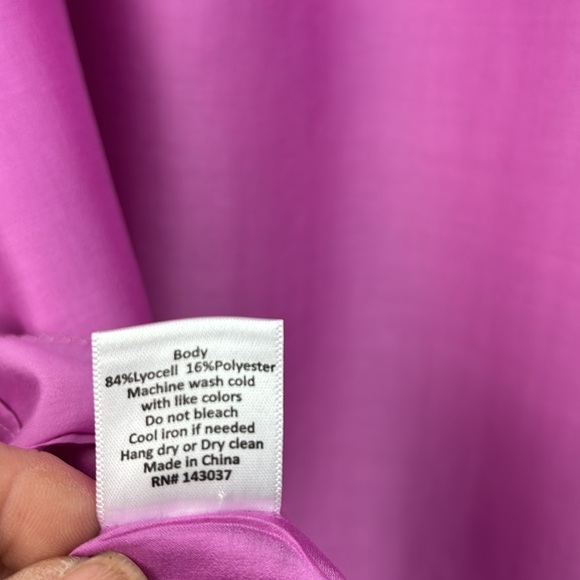 Body
84%Lyocell 16%Polyester
Machine wash cold
with like colors
Do not bleach
Cool iron if needed
Hang dry or Dry clean
Made in China
RN# 143037